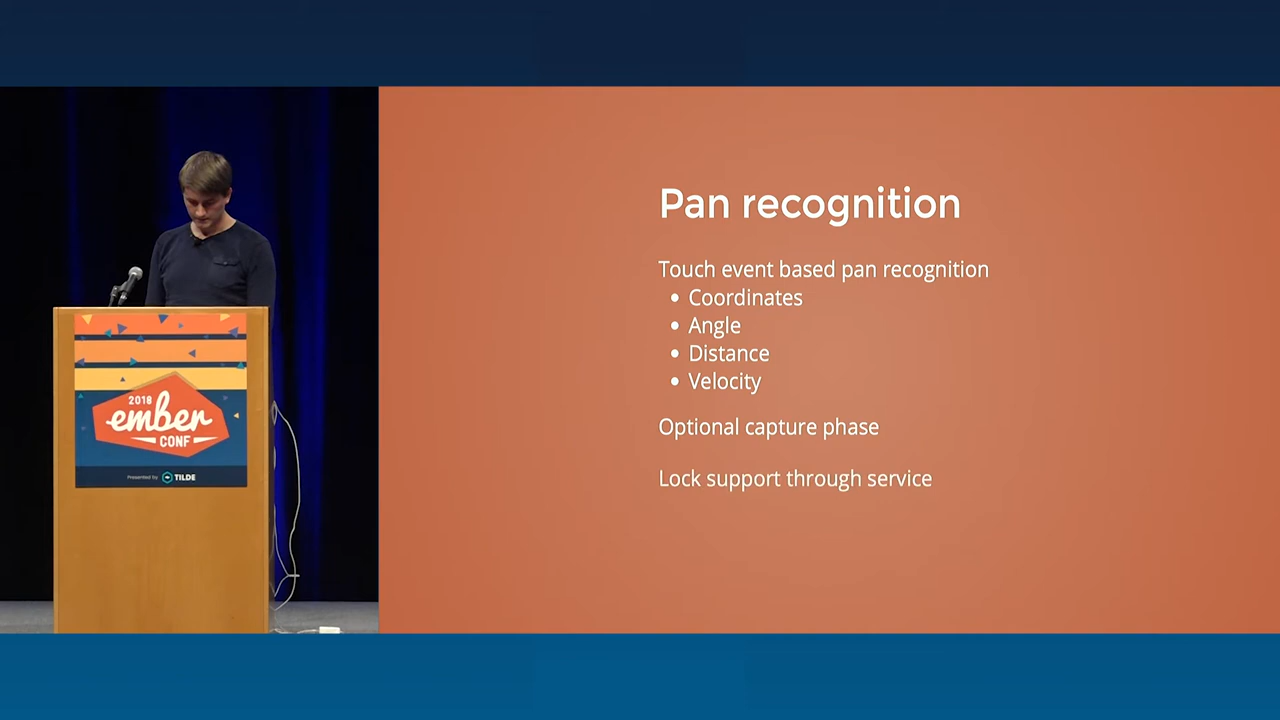 Pan recognition
Touch event based pan recognition
• Coordinates
• Angle
• Distance
• Velocity
Optional capture phase
Lock support through service
2018
ember
CONF
Presented by TILDE